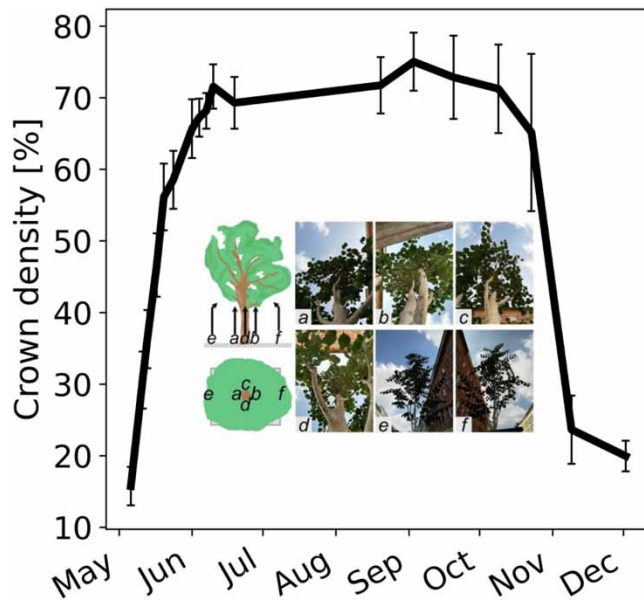 Crown density [%]
80
70
60
50
40
30
20
10
e a d b f
a b c
c
e a b f
d
d e f
May Jun Jul Aug Sep Oct Nov Dec